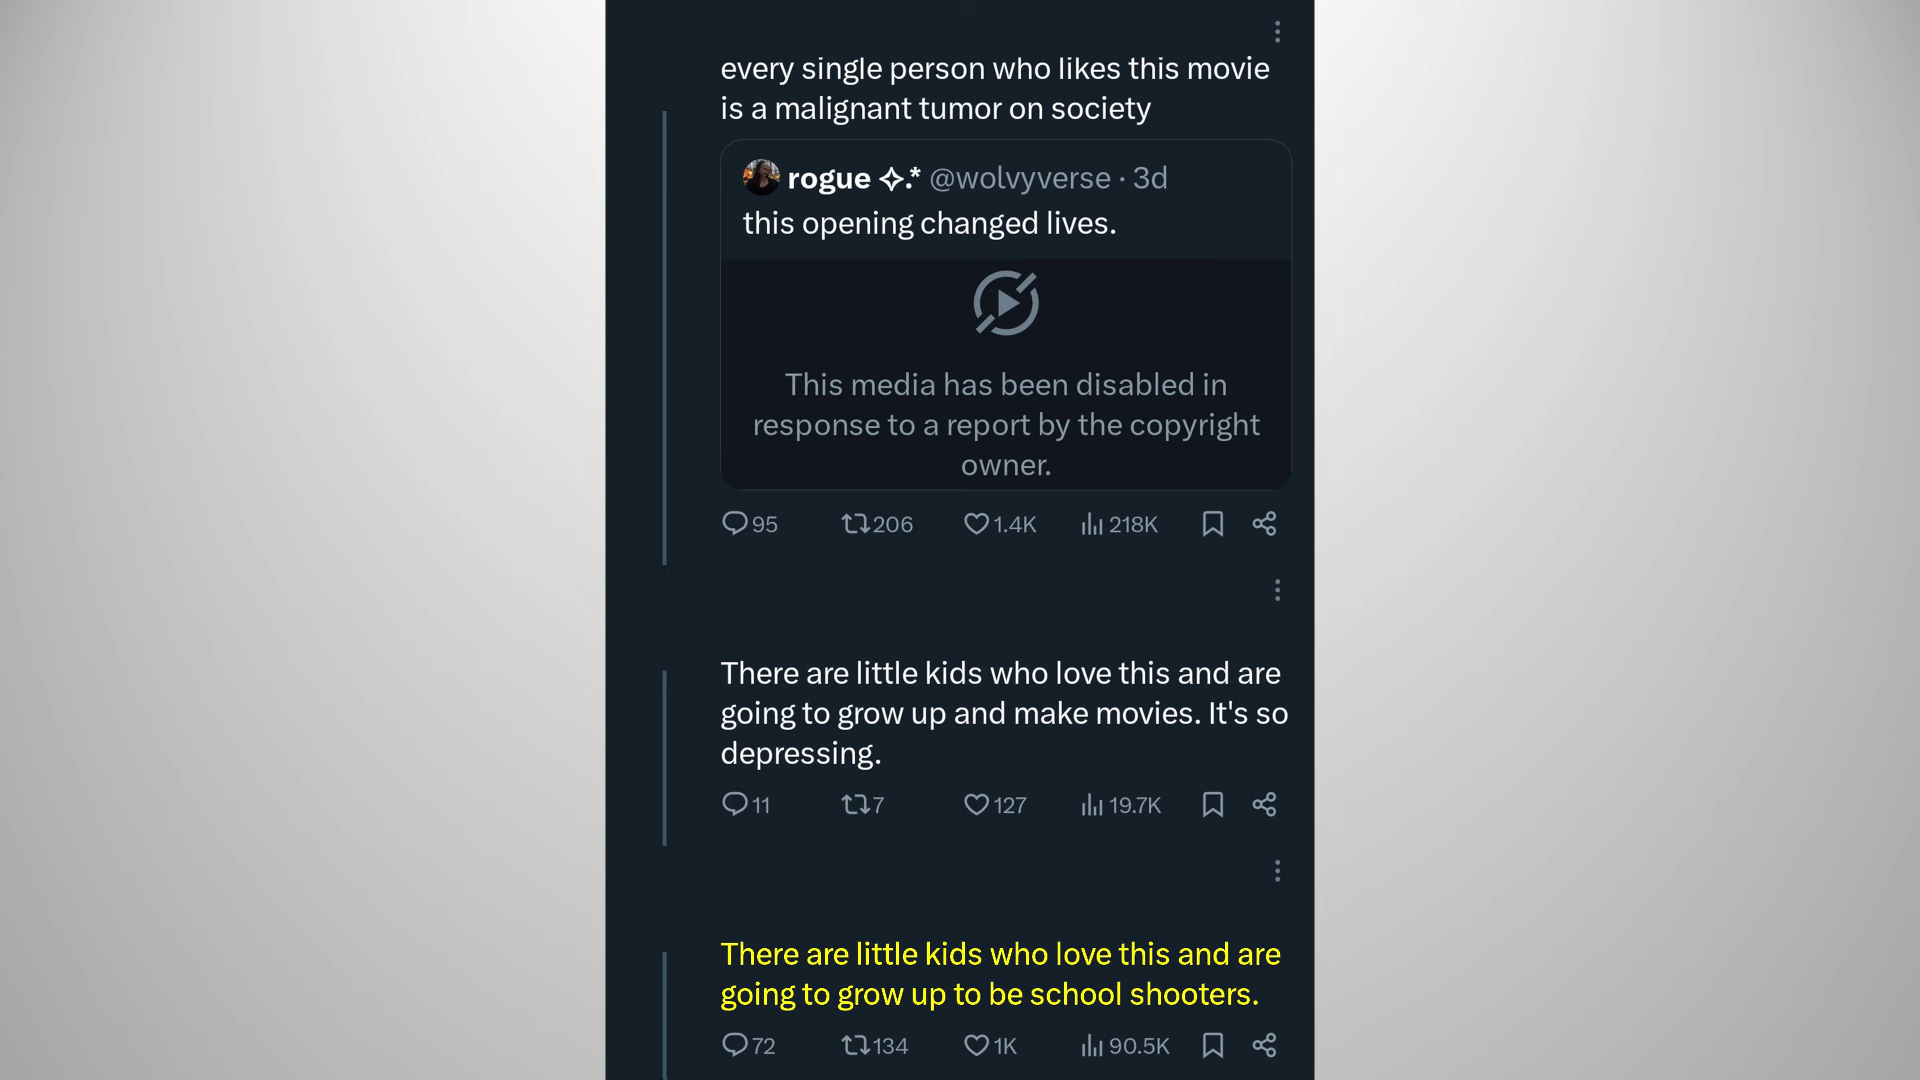 every single person who likes this movie
is a malignant tumor on society
rogue ✧.* @wolvyverse · 3d
this opening changed lives.
This media has been disabled in
response to a report by the copyright
owner.
95 206 1.4K 218K
There are little kids who love this and are
going to grow up and make movies. It's so
depressing.
11 7 127 19.7K
There are little kids who love this and are
going to grow up to be school shooters.
72 134 1K 90.5K